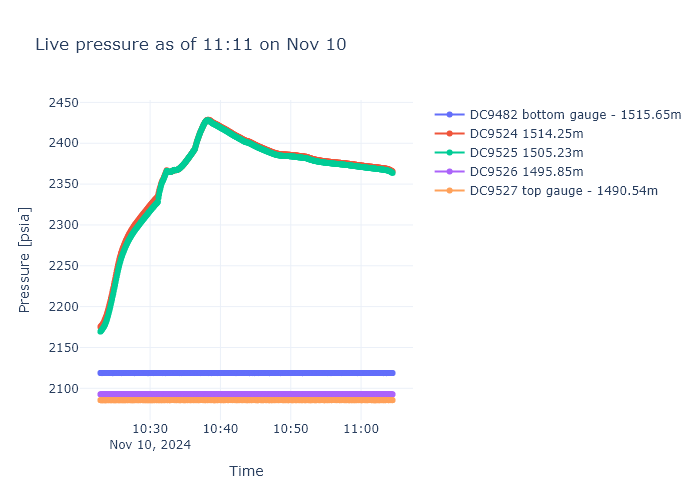 Live pressure as of 11:11 on Nov 10
2450
2400
2350
2300
2250
2200
2150
2100
Pressure [psia]
10:30
10:40
10:50
11:00
Nov 10, 2024
Time
DC9482 bottom gauge - 1515.65m
DC9524 1514.25m
DC9525 1505.23m
DC9526 1495.85m
DC9527 top gauge - 1490.54m